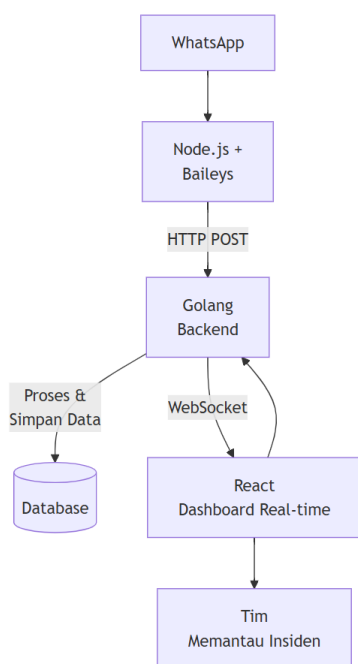 WhatsApp
Node.js +
Baileys
HTTP POST
Golang
Backend
Proses &
Simpan Data
WebSocket
Database
React
Dashboard Real-time
Tim
Memantau Insiden